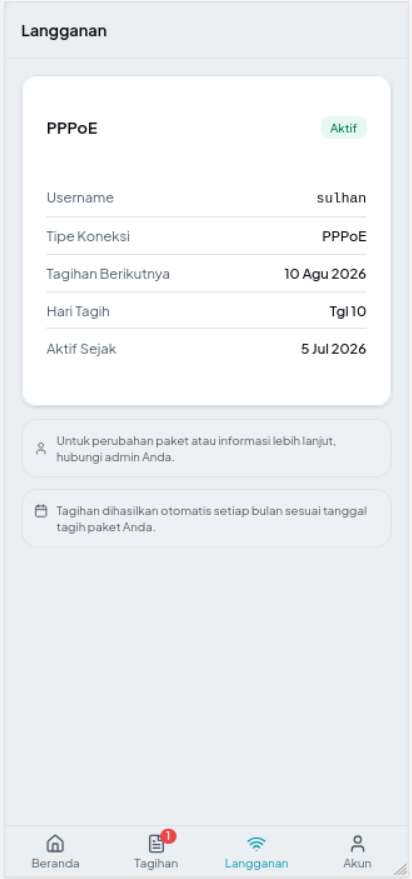 Langganan
PPPoE
Aktif
Username sulhan
Tipe Koneksi PPPoE
Tagihan Berikutnya 10 Agu 2026
Hari Tagih Tgl 10
Aktif Sejak 5 Jul 2026
Untuk perubahan paket atau informasi lebih lanjut,
hubungi admin Anda.
Tagihan dihasilkan otomatis setiap bulan sesuai tanggal
tagih paket Anda.
1
Beranda Tagihan Langganan Akun